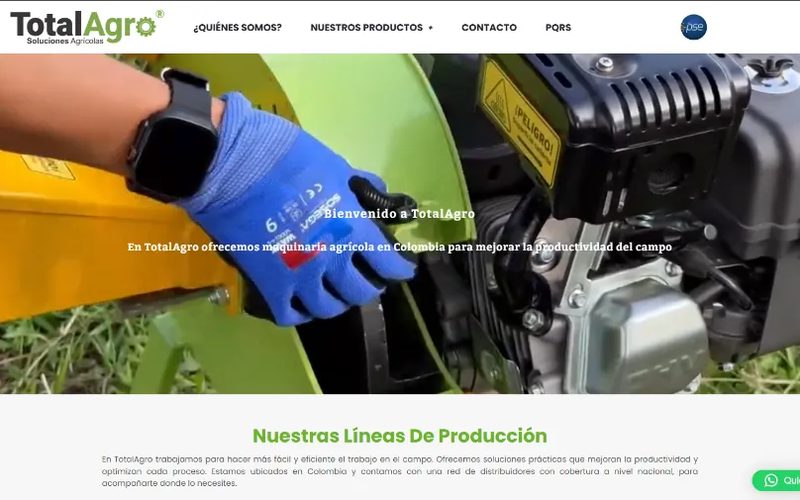 TotalAgro®
Soluciones Agrícolas
¿QUIÉNES SOMOS?
NUESTROS PRODUCTOS
CONTACTO
PQRS
pse
¡PELIGRO!
CE
9
Bienvenido a TotalAgro
En TotalAgro ofrecemos maquinaria agrícola en Colombia para mejorar la productividad del campo
Nuestras Líneas De Producción
En TotalAgro trabajamos para hacer más fácil y eficiente el trabajo en el campo. Ofrecemos soluciones prácticas que mejoran la productividad y
optimizan cada proceso. Estamos ubicados en Colombia y contamos con una red de distribuidores con cobertura a nivel nacional, para
acompañarte donde lo necesites.